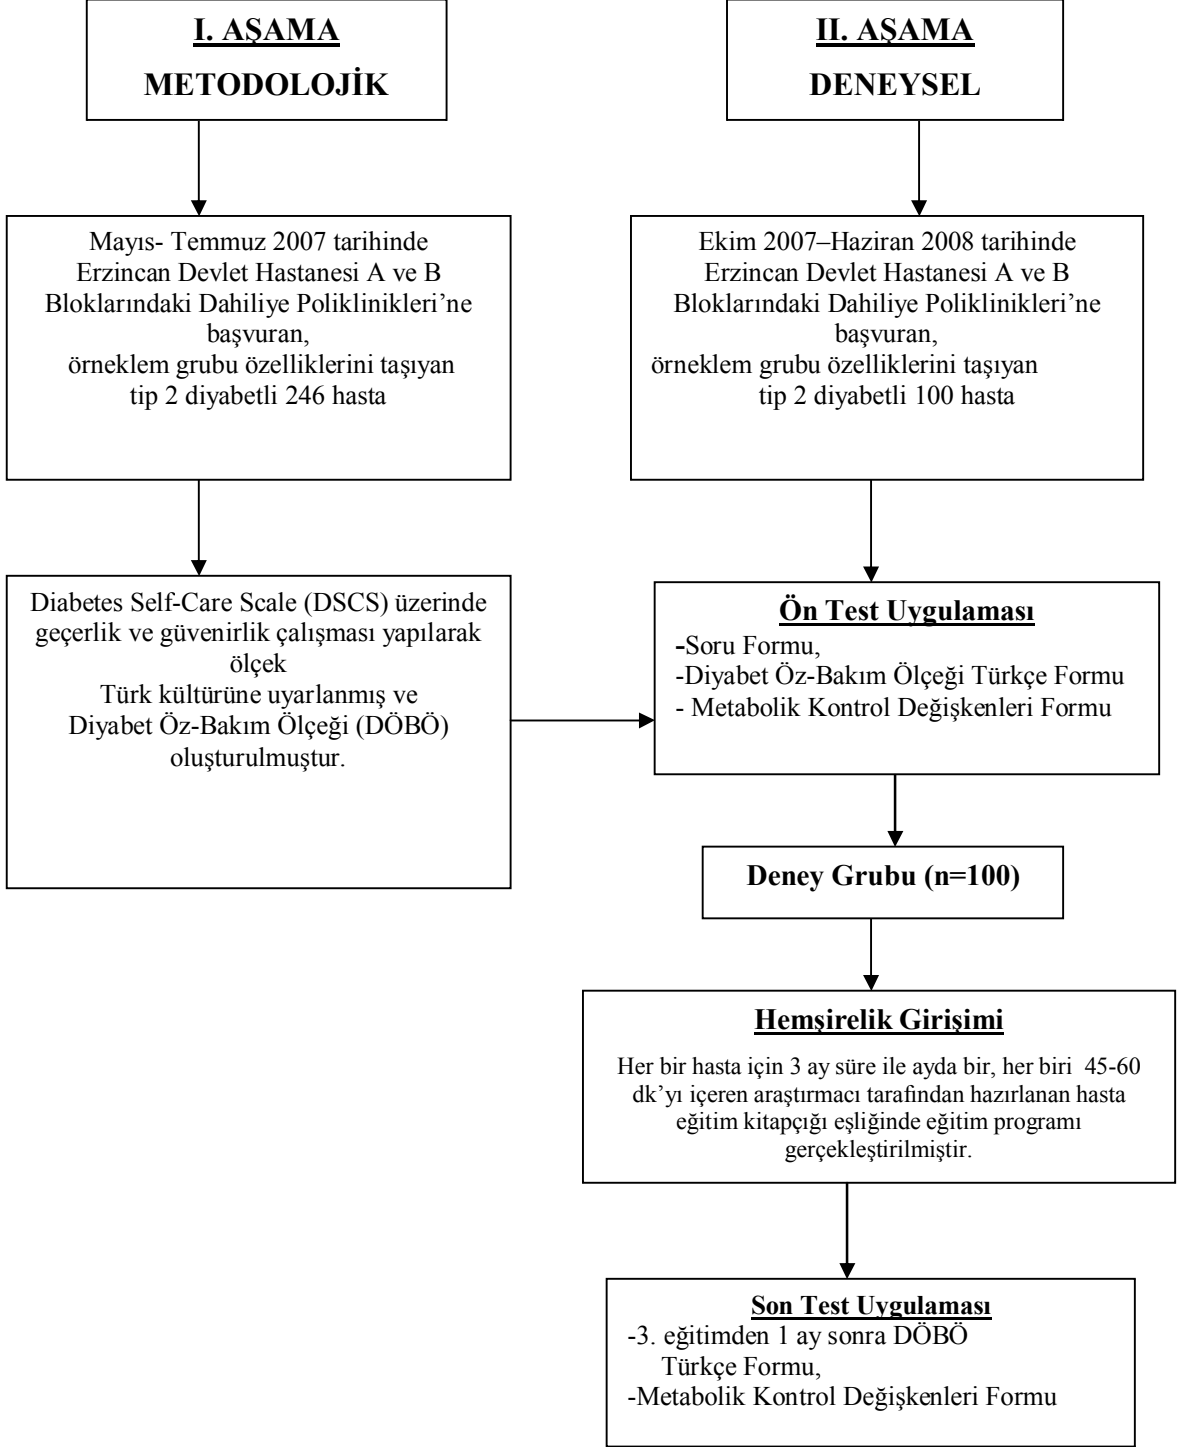 I. AŞAMA
METODOLOJİK
Mayıs- Temmuz 2007 tarihinde
Erzincan Devlet Hastanesi A ve B
Bloklarındaki Dahiliye Poliklinikleri’ne
başvuran,
örneklem grubu özelliklerini taşıyan
tip 2 diyabetli 246 hasta
Diabetes Self-Care Scale (DSCS) üzerinde
geçerlik ve güvenirlik çalışması yapılarak
ölçek
Türk kültürüne uyarlanmış ve
Diyabet Öz-Bakım Ölçeği (DÖBÖ)
oluşturulmuştur.
II. AŞAMA
DENEYSEL
Ekim 2007–Haziran 2008 tarihinde
Erzincan Devlet Hastanesi A ve B
Bloklarındaki Dahiliye Poliklinikleri’ne
başvuran,
örneklem grubu özelliklerini taşıyan
tip 2 diyabetli 100 hasta
Ön Test Uygulaması
-Soru Formu,
-Diyabet Öz-Bakım Ölçeği Türkçe Formu
- Metabolik Kontrol Değişkenleri Formu
Deney Grubu (n=100)
Hemşirelik Girişimi
Her bir hasta için 3 ay süre ile ayda bir, her biri 45-60
dk’yı içeren araştırmacı tarafından hazırlanan hasta
eğitim kitapçığı eşliğinde eğitim programı
gerçekleştirilmiştir.
Son Test Uygulaması
-3. eğitimden 1 ay sonra DÖBÖ
Türkçe Formu,
-Metabolik Kontrol Değişkenleri Formu